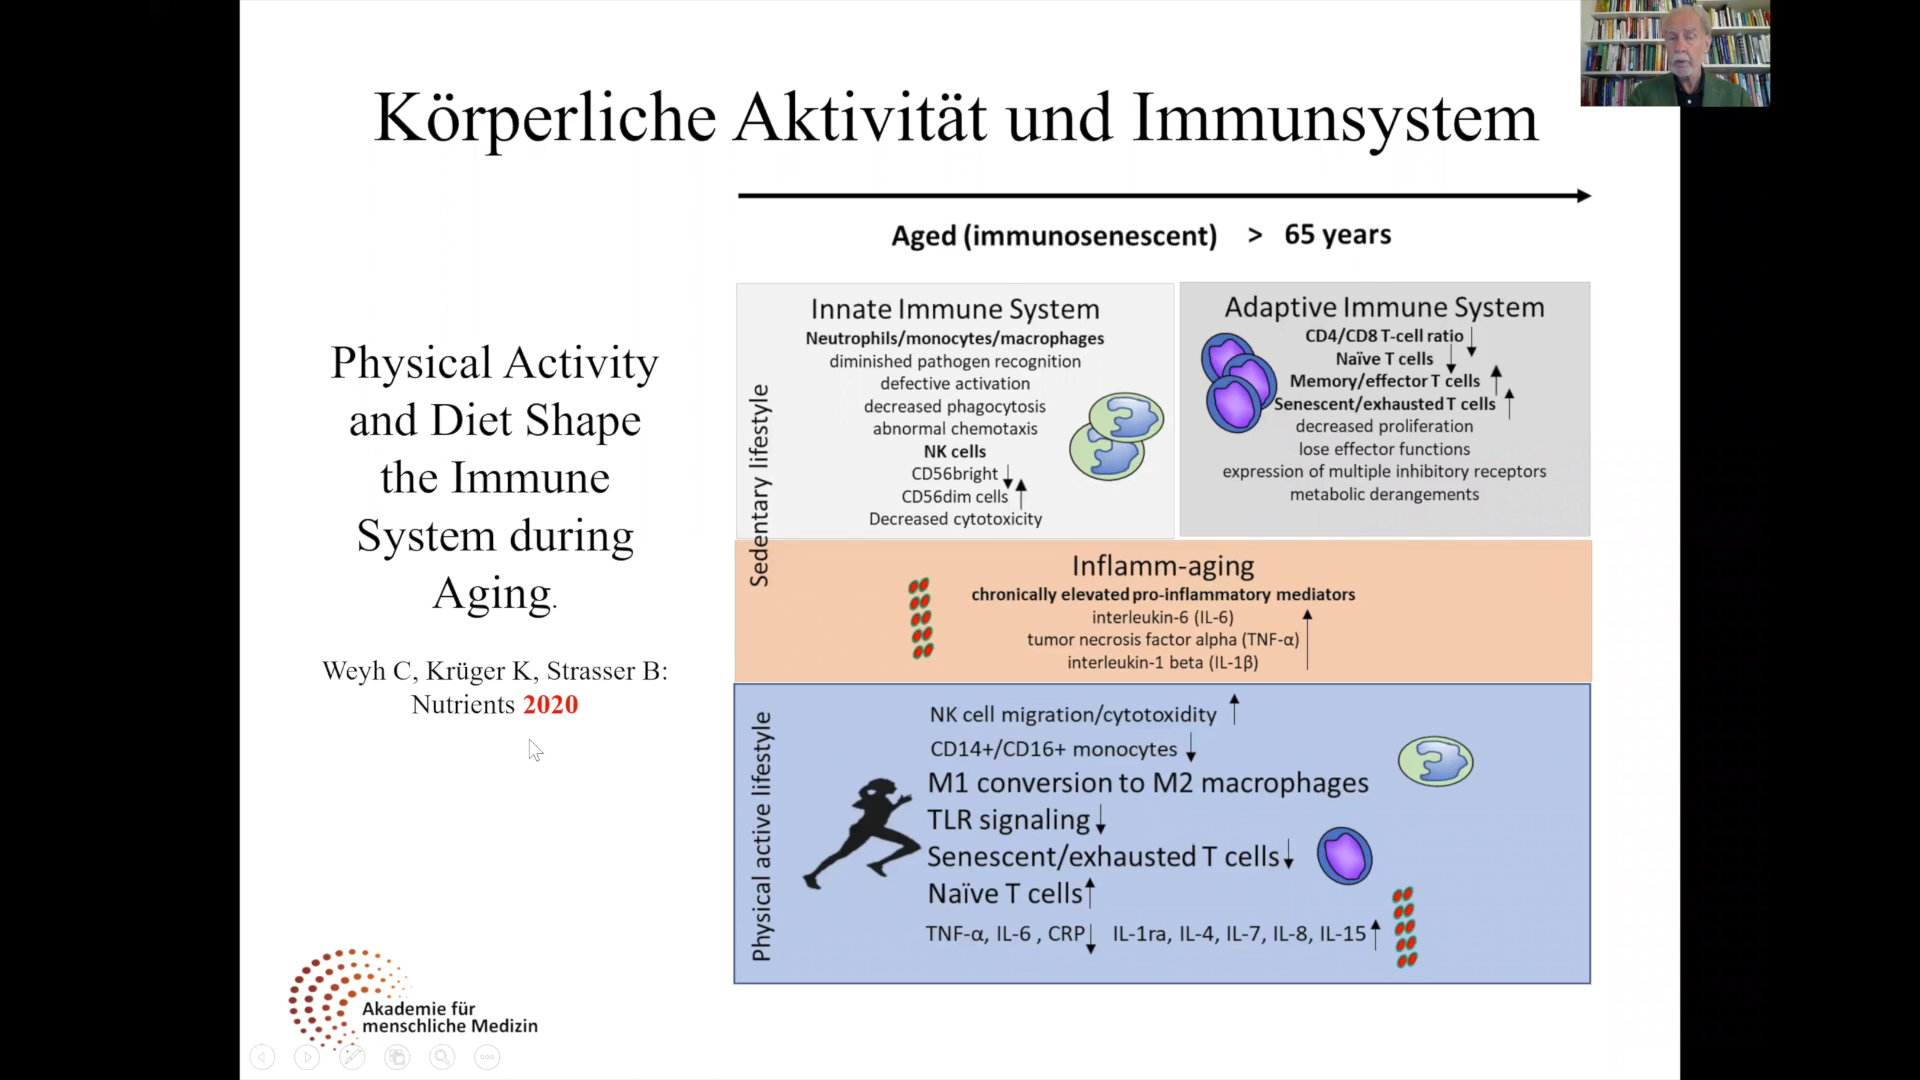 Körperliche Aktivität und Immunsystem
Physical Activity
and Diet Shape
the Immune
System during
Aging.
Weyh C, Krüger K, Strasser B:
Nutrients 2020
Aged (immunosenescent) > 65 years
Sedentary lifestyle
Innate Immune System
Neutrophils/monocytes/macrophages
diminished pathogen recognition
defective activation
decreased phagocytosis
abnormal chemotaxis
NK cells
CD56bright ↓
CD56dim cells ↑
Decreased cytotoxicity
Adaptive Immune System
CD4/CD8 T-cell ratio ↓
Naïve T cells ↓
Memory/effector T cells ↑
Senescent/exhausted T cells ↑
decreased proliferation
lose effector functions
expression of multiple inhibitory receptors
metabolic derangements
Inflamm-aging
chronically elevated pro-inflammatory mediators
interleukin-6 (IL-6)
tumor necrosis factor alpha (TNF-α)
interleukin-1 beta (IL-1β)
Physical active lifestyle
NK cell migration/cytotoxidity ↑
CD14+/CD16+ monocytes ↓
M1 conversion to M2 macrophages
TLR signaling ↓
Senescent/exhausted T cells ↓
Naïve T cells ↑
TNF-α, IL-6 , CRP ↓ IL-1ra, IL-4, IL-7, IL-8, IL-15 ↑
Akademie für
menschliche Medizin